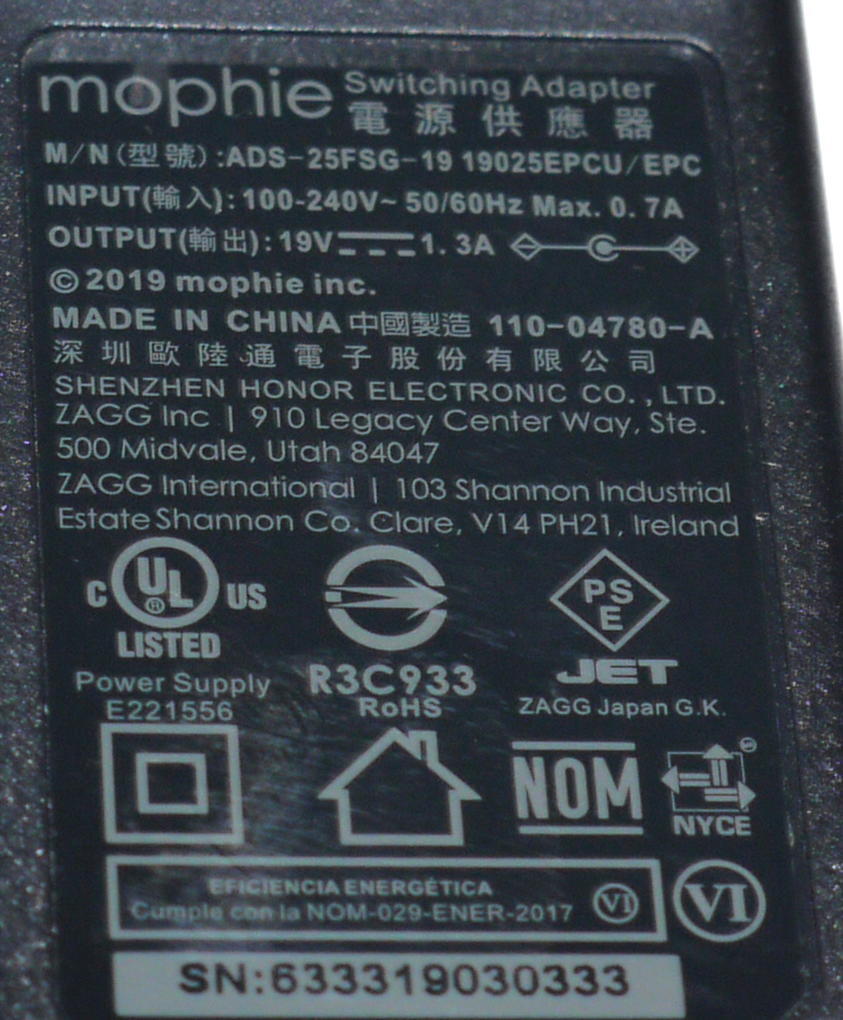 mophie Switching Adapter
電源供應器
M/N(型號):ADS-25FSG-19 19025EPCU/EPC
INPUT(輸入):100-240V~ 50/60Hz Max. 0.7A
OUTPUT(輸出):19V 1.3A
© 2019 mophie inc.
MADE IN CHINA 中國製造 110-04780-A
深圳歐陸通電子股份有限公司
SHENZHEN HONOR ELECTRONIC CO.,LTD.
ZAGG Inc | 910 Legacy Center Way, Ste.
500 Midvale, Utah 84047
ZAGG International | 103 Shannon Industrial
Estate Shannon Co. Clare, V14 PH21, Ireland
C UL ® US
LISTED
Power Supply
E221556
R3C933
RoHS
PS
E
JET
ZAGG Japan G.K.
NOM
NYCE
EFICIENCIA ENERGÉTICA
Cumple con la NOM-029-ENER-2017 VI
VI
SN:633319030333